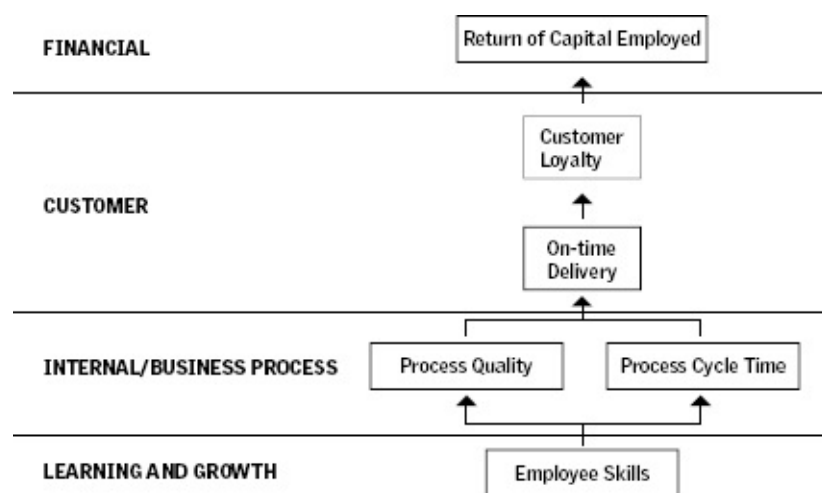 FINANCIAL
Return of Capital Employed
Customer
Loyalty
CUSTOMER
On-time
Delivery
INTERNAL/BUSINESS PROCESS
Process Quality
Process Cycle Time
LEARNING AND GROWTH
Employee Skills